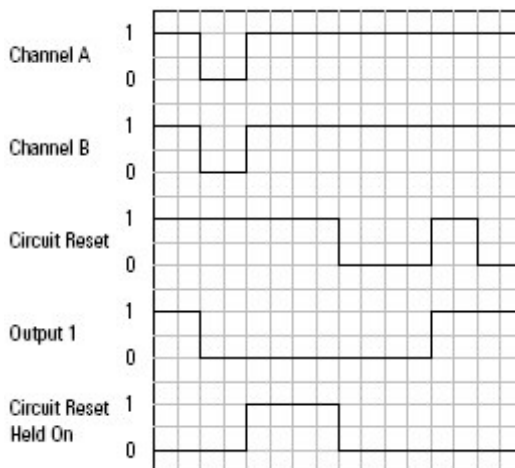 1
Channel A
0
1
Channel B
0
1
Circuit Reset
0
1
Output 1
0
Circuit Reset 1
Held On
0